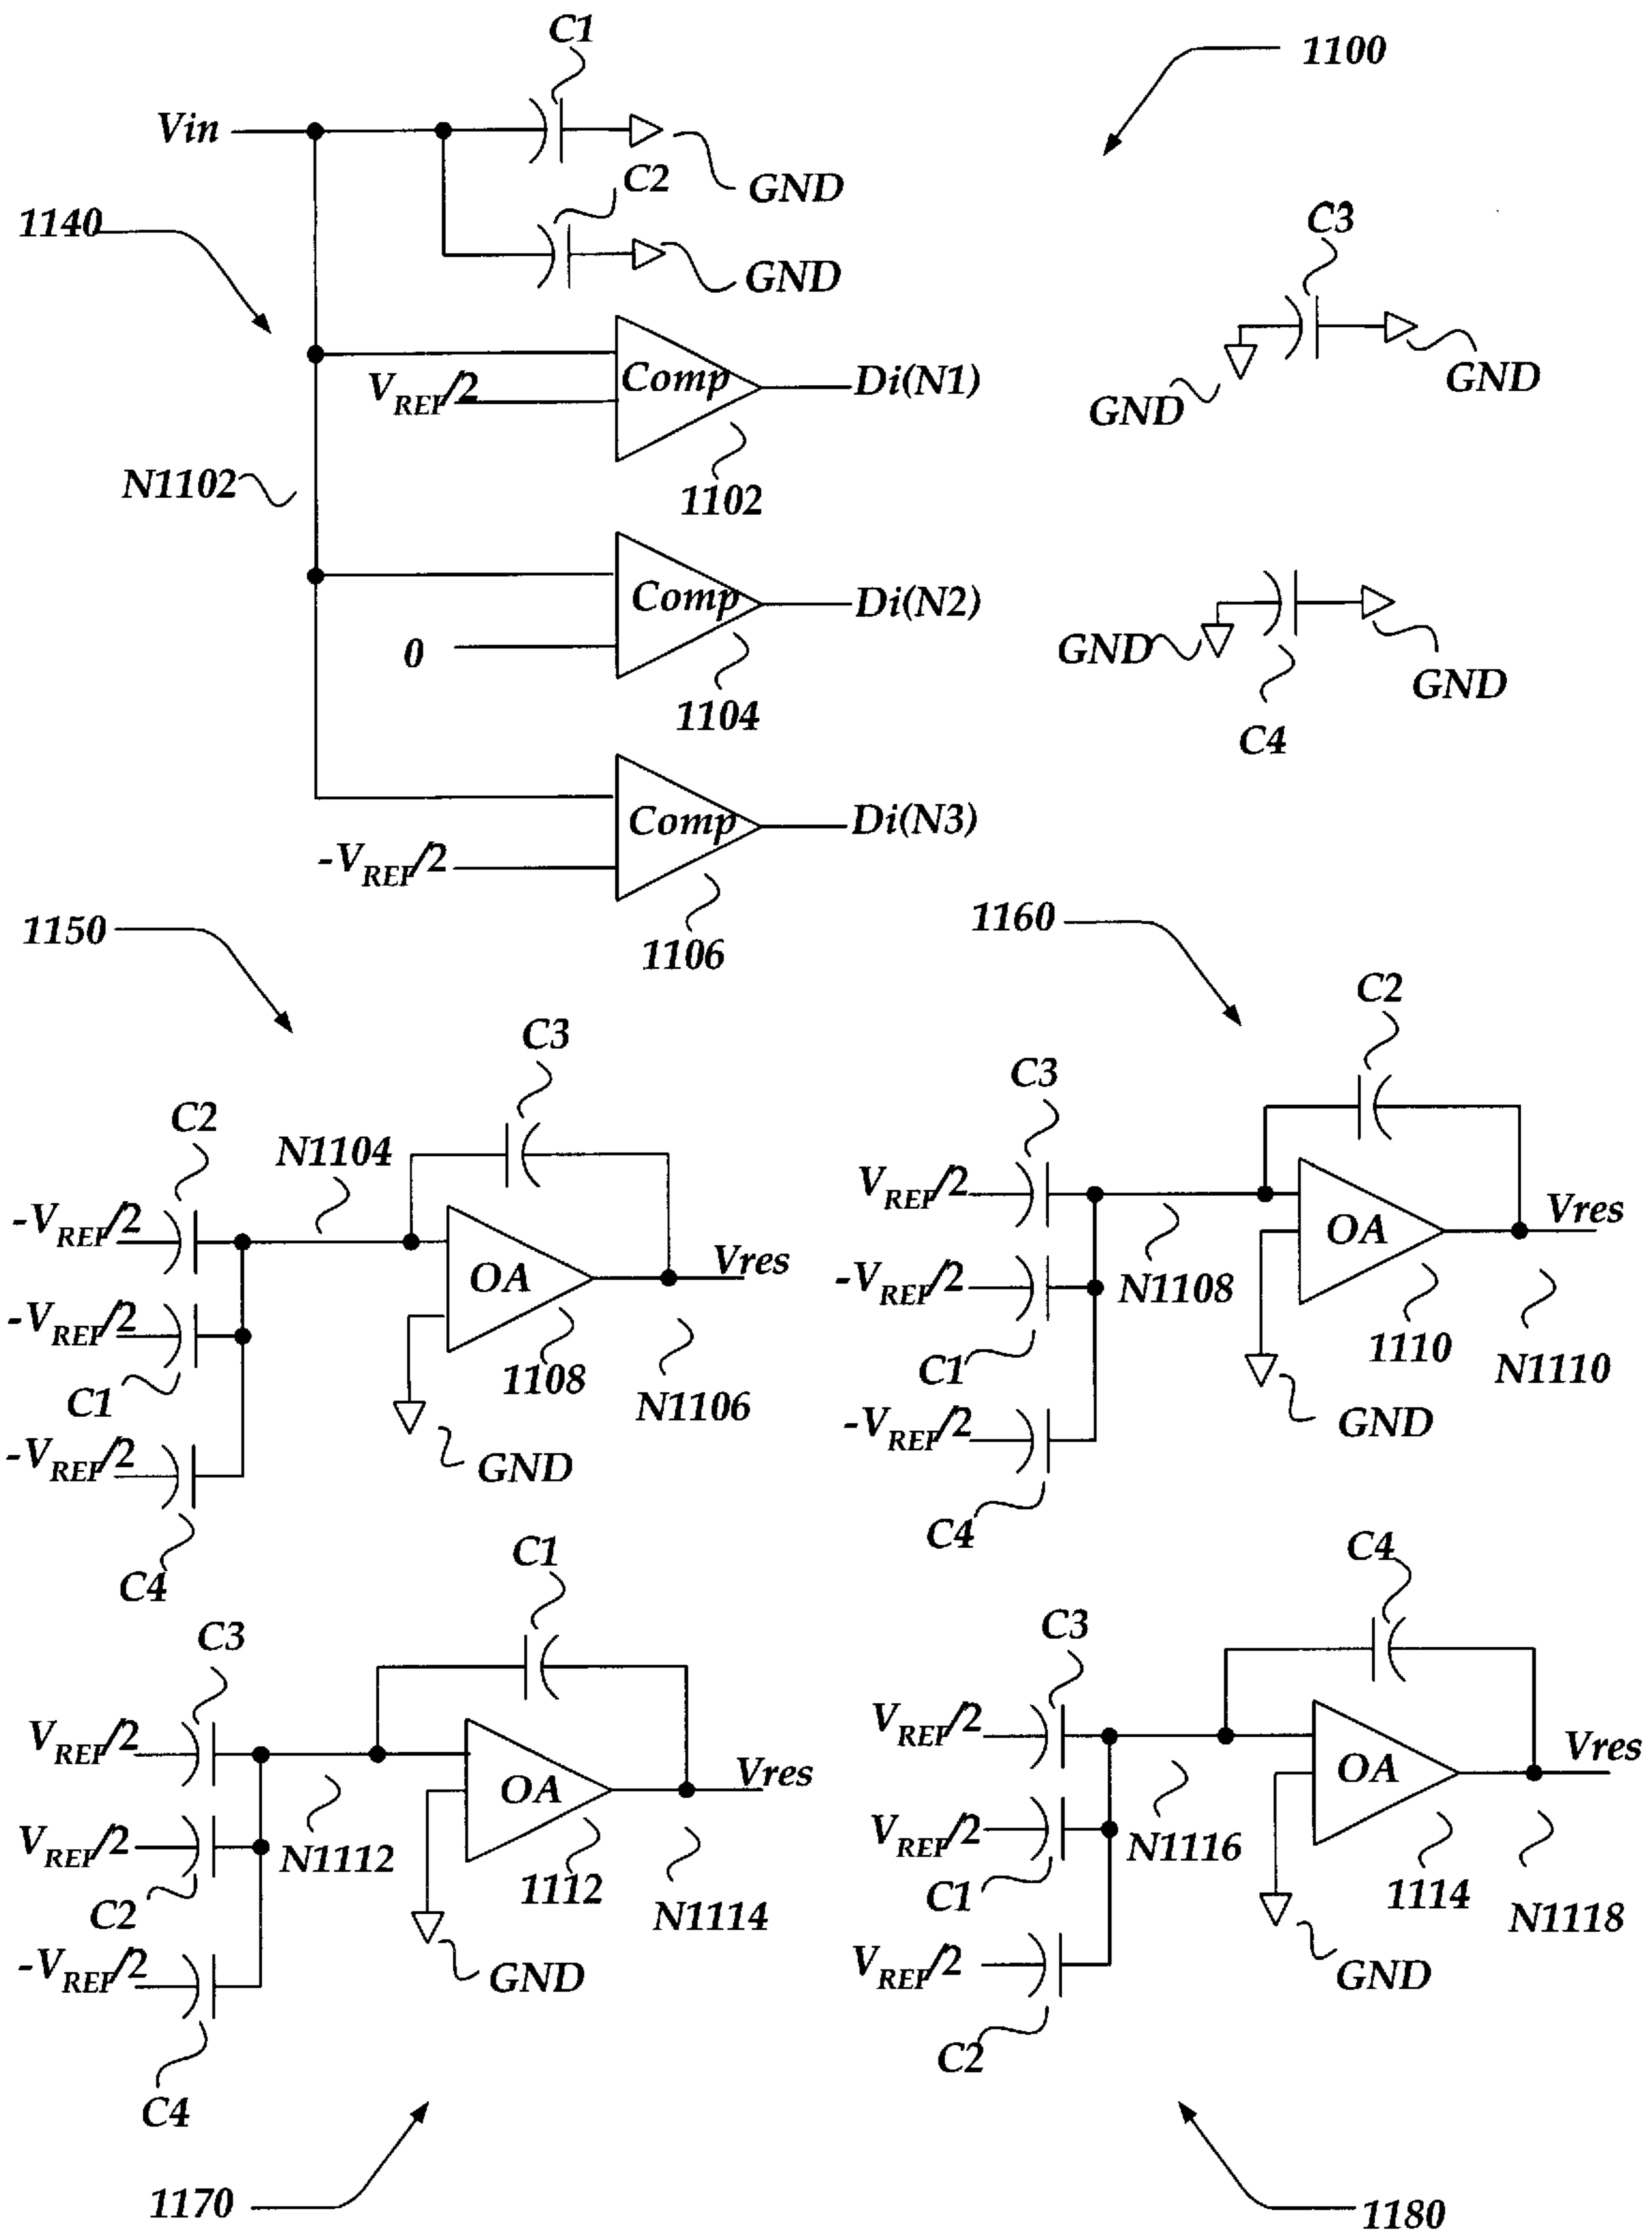 C1
1100
Vin
C2
GND
1140
C3
GND
VREF/2
Comp
Di(N1)
GND
GND
N1102
1102
Comp
Di(N2)
0
GND
GND
1104
C4
Comp
Di(N3)
-VREF/2
1106
1150
1160
C2
C3
C3
C2
N1104
VREF/2
Vres
-VREF/2
OA
Vres
OA
-VREF/2
N1108
-VREF/2
C1
1108
N1106
C1
1110
N1110
-VREF/2
GND
-VREF/2
GND
C4
C4
C1
C4
C3
C3
VREF/2
Vres
VREF/2
Vres
OA
OA
VREF/2
N1112
VREF/2
N1116
C2
1112
N1114
C1
1114
N1118
-VREF/2
GND
VREF/2
GND
C4
C2
1170
1180